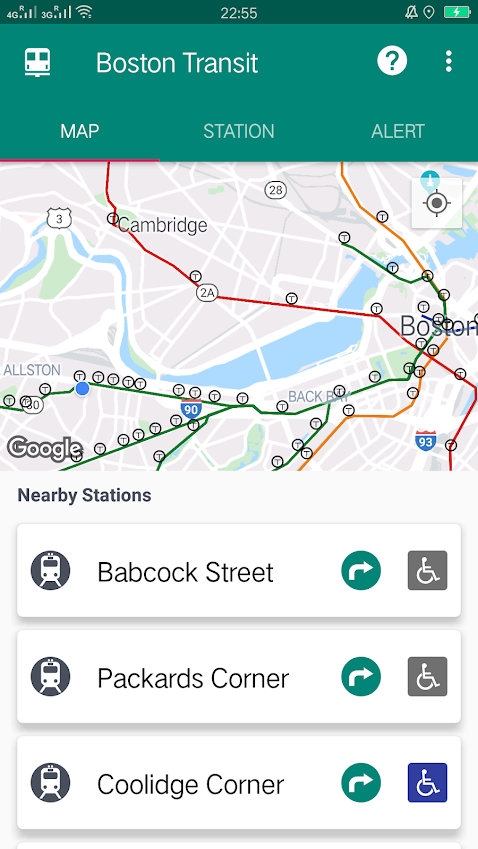 4G R 3G R 22:55
Boston Transit ?
MAP STATION ALERT
28
3
Cambridge
2A
Boston
ALLSTON
BACK BAY
90
93
Google
Nearby Stations
Babcock Street
Packards Corner
Coolidge Corner